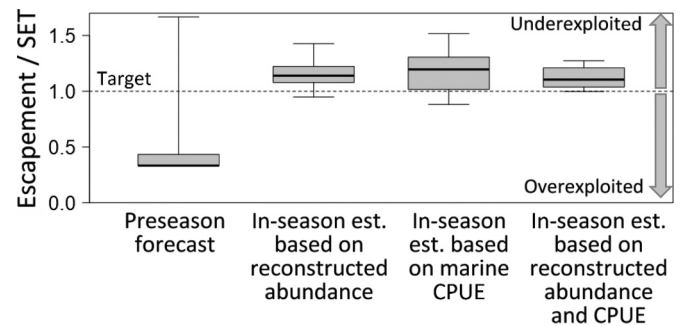 Escapement / SET
1.5
1.0
0.5
0.0
Target
Underexploited
Overexploited
Preseason
forecast
In-season est.
based on
reconstructed
abundance
In-season
est. based
on marine
CPUE
In-season est.
based on
reconstructed
abundance
and CPUE